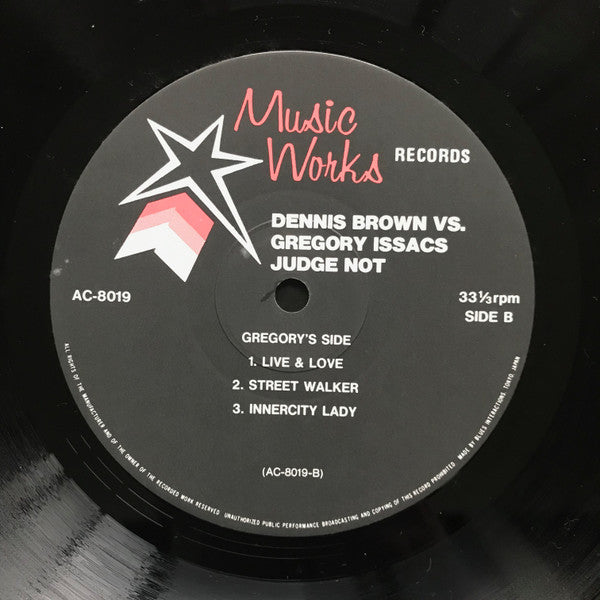 Music
Works RECORDS
DENNIS BROWN VS.
GREGORY ISSACS
JUDGE NOT
AC-8019
33⅓rpm
SIDE B
GREGORY'S SIDE
1. LIVE & LOVE
2. STREET WALKER
3. INNERCITY LADY
(AC-8019-B)
ALL RIGHTS OF THE MANUFACTURER AND OF THE OWNER OF THE RECORDED WORK RESERVED UNAUTHORIZED PUBLIC PERFORMANCE BROADCASTING AND COPYING OF THIS RECORD PROHIBITED MADE BY BLUES INTERACTIONS TOKYO JAPAN